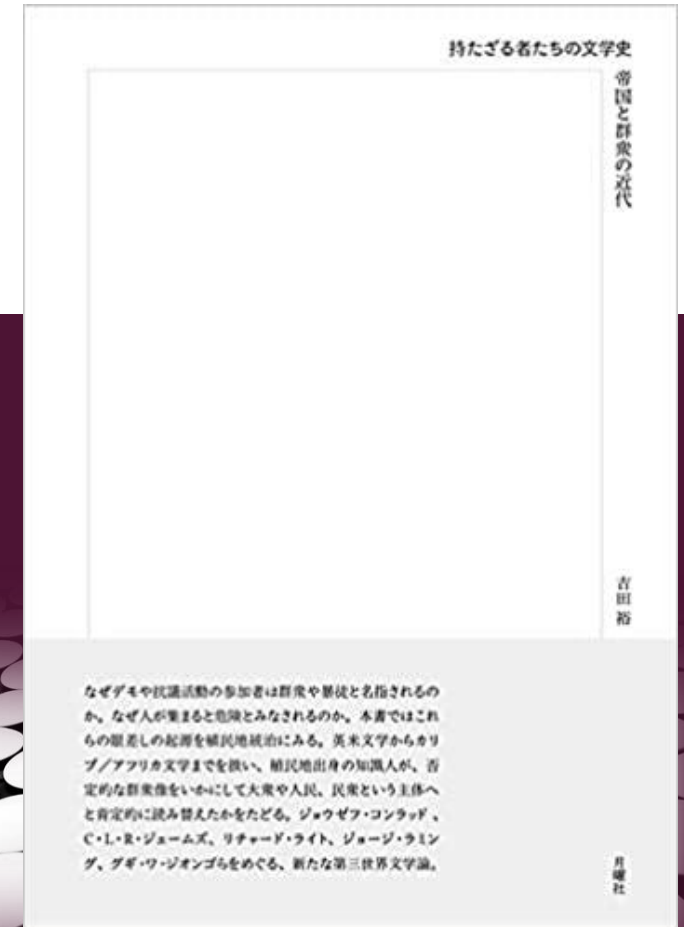 持たざる者たちの文学史
帝国と群衆の近代
吉田 裕
なぜデモや抗議活動の参加者は群衆や暴徒と名指されるの
か。なぜ人が集まると危険とみなされるのか。本書ではこれ
らの眼差しの起源を植民地統治にみる。英米文学からカリ
ブ／アフリカ文学までを扱い、植民地出身の知識人が、否
定的な群衆像をいかにして大衆や人民、民衆という主体へ
と肯定的に読み替えたかをたどる。ジョウゼフ・コンラッド、
C・L・R・ジェームズ、リチャード・ライト、ジョージ・ラミン
グ、グギ・ワ・ジオンゴらをめぐる、新たな第三世界文学論。
月曜社